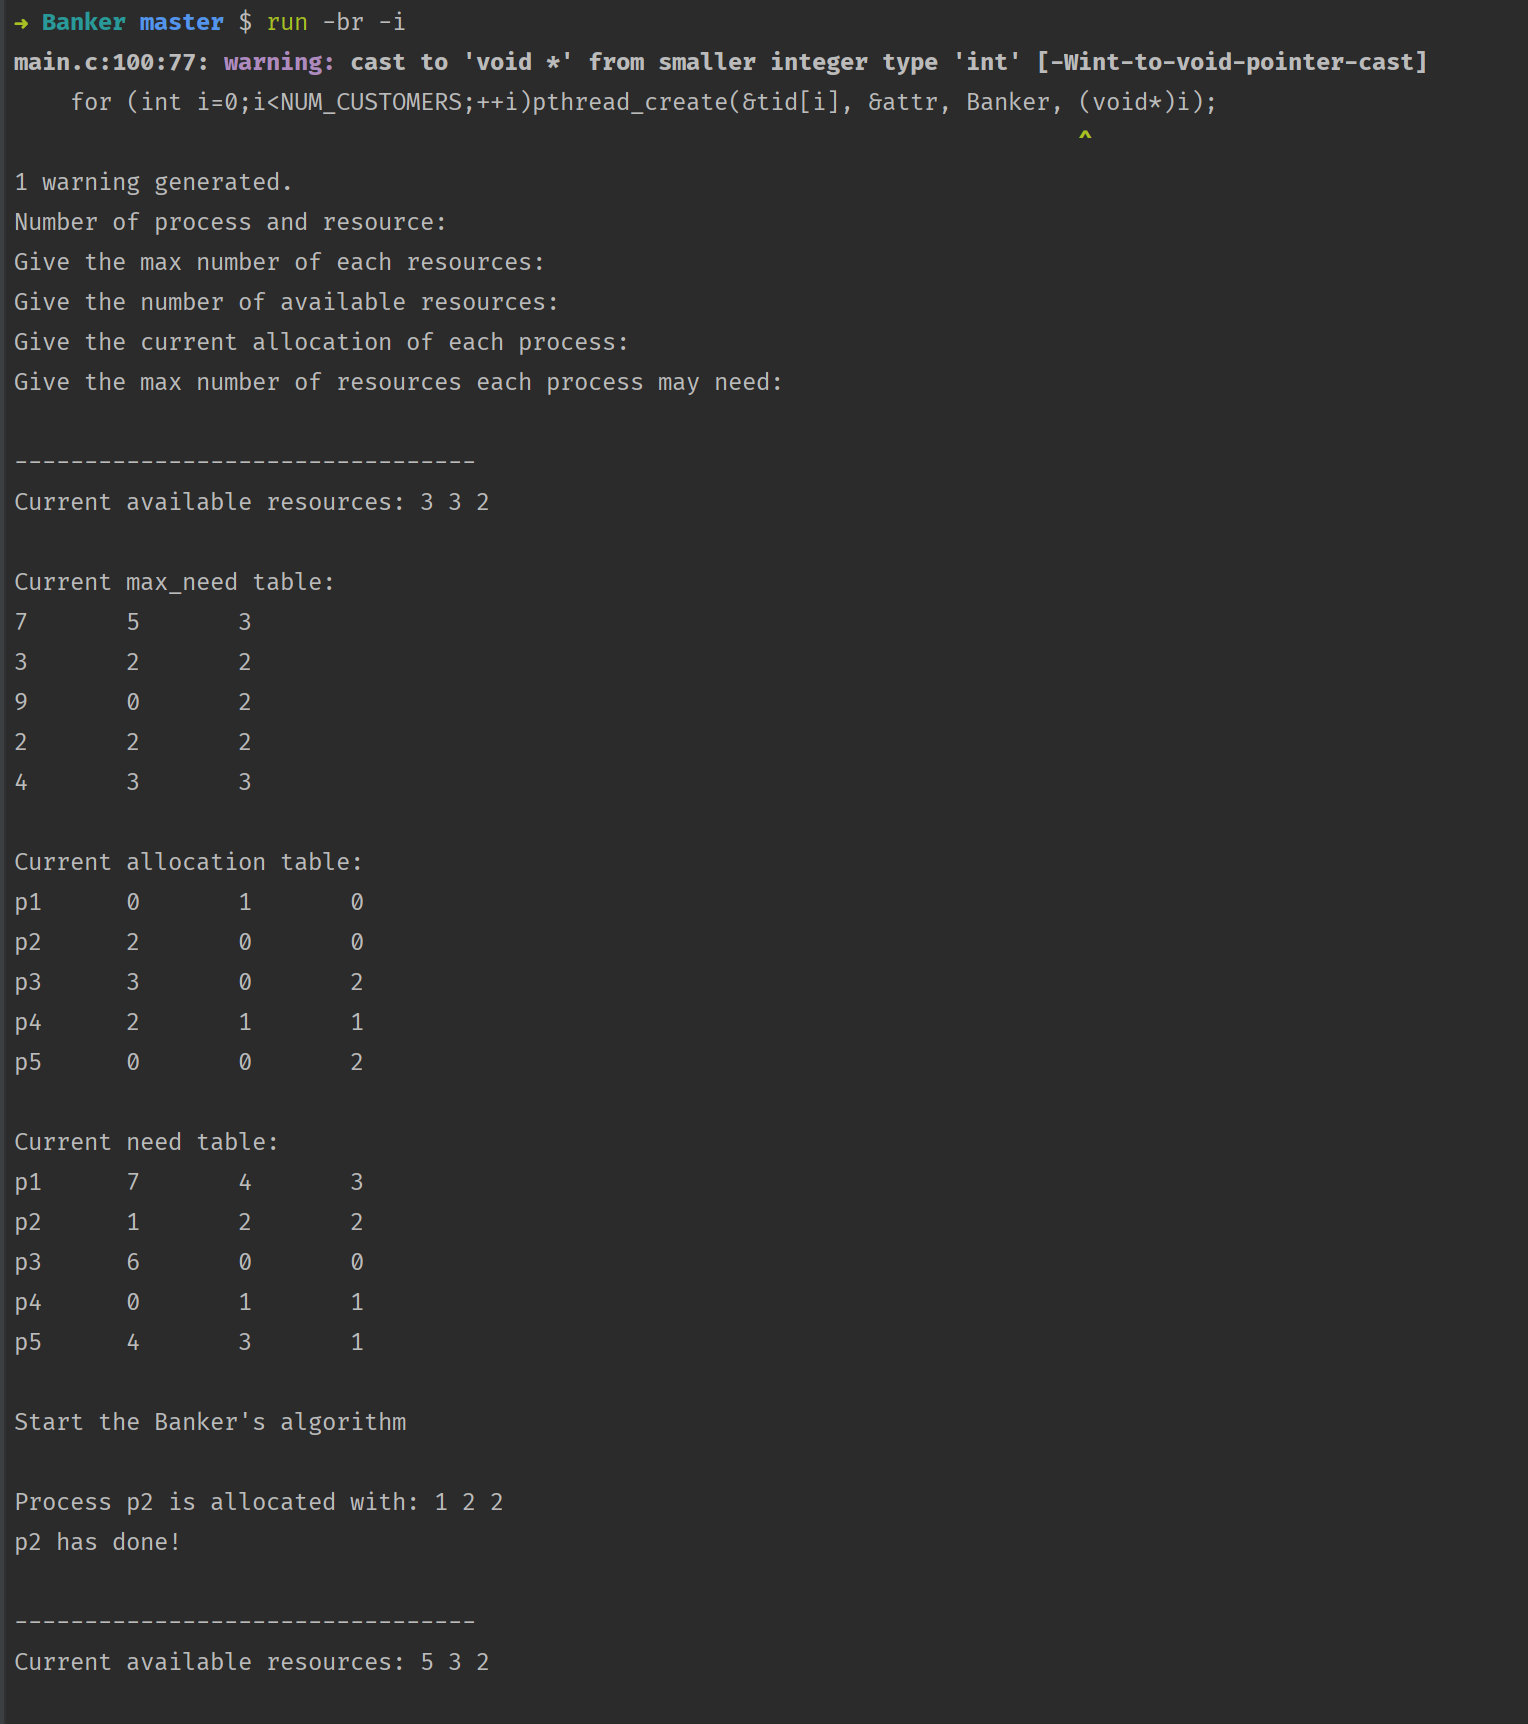 → Banker master $ run -br -i
main.c:100:77: warning: cast to 'void *' from smaller integer type 'int' [-Wint-to-void-pointer-cast]
    for (int i=0;i<NUM_CUSTOMERS;++i)pthread_create(&tid[i], &attr, Banker, (void*)i);
                                                                            ^
1 warning generated.
Number of process and resource:
Give the max number of each resources:
Give the number of available resources:
Give the current allocation of each process:
Give the max number of resources each process may need:

---------------------------------
Current available resources: 3 3 2

Current max_need table:
7       5       3
3       2       2
9       0       2
2       2       2
4       3       3

Current allocation table:
p1      0       1       0
p2      2       0       0
p3      3       0       2
p4      2       1       1
p5      0       0       2

Current need table:
p1      7       4       3
p2      1       2       2
p3      6       0       0
p4      0       1       1
p5      4       3       1

Start the Banker's algorithm

Process p2 is allocated with: 1 2 2
p2 has done!

---------------------------------
Current available resources: 5 3 2